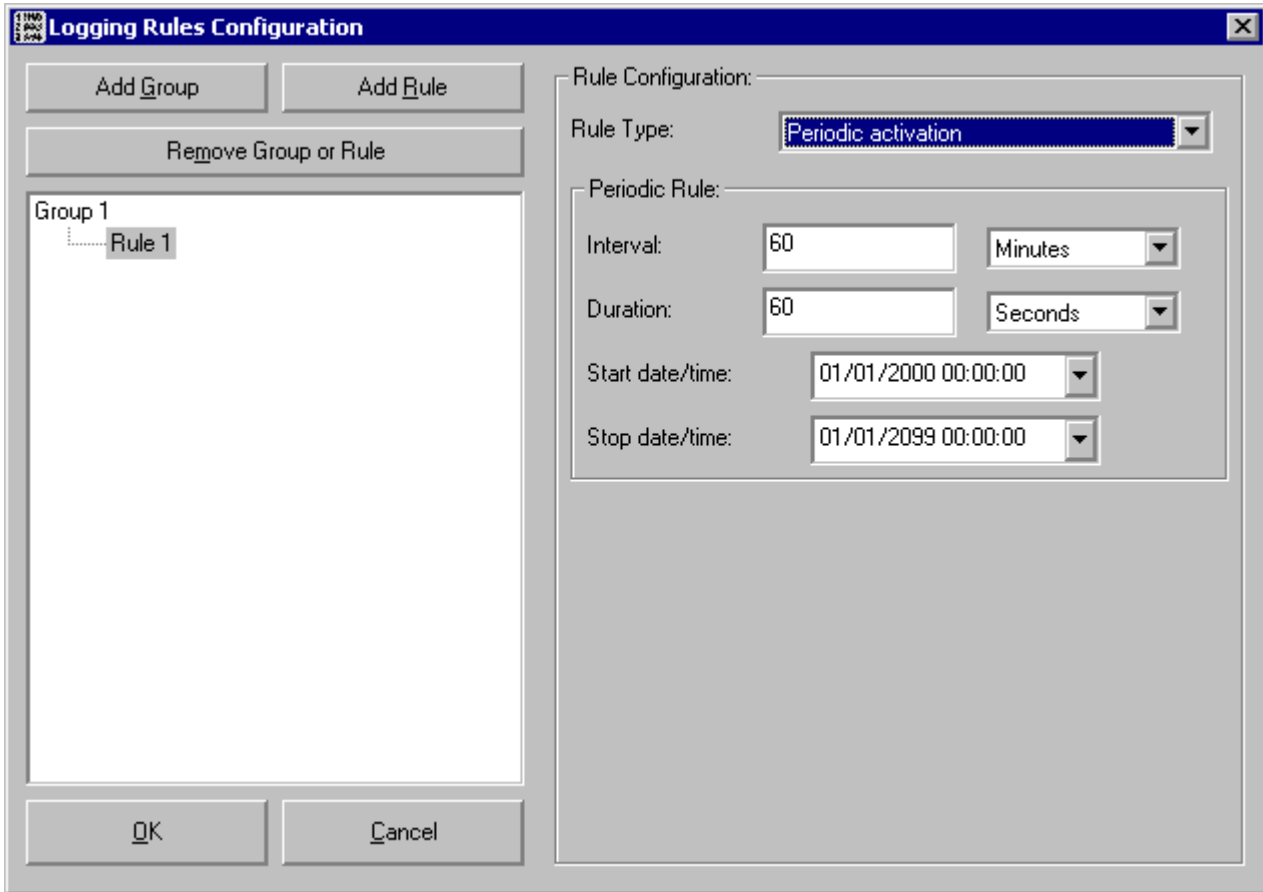 Logging Rules Configuration
Add Group
Add Rule
Remove Group or Rule
Group 1
Rule 1
OK
Cancel
Rule Configuration:
Rule Type:
Periodic activation
Periodic Rule:
Interval:
60
Minutes
Duration:
60
Seconds
Start date/time:
01/01/2000 00:00:00
Stop date/time:
01/01/2099 00:00:00